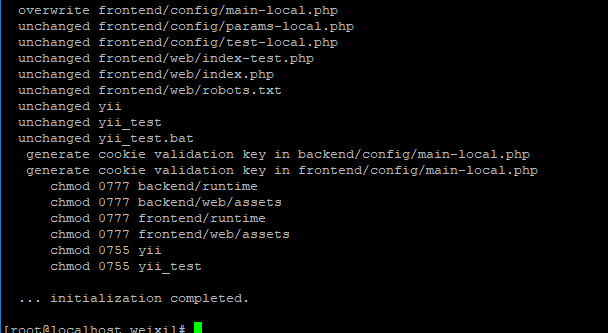 overwrite frontend/config/main-local.php
unchanged frontend/config/params-local.php
unchanged frontend/config/test-local.php
unchanged frontend/web/index-test.php
unchanged frontend/web/index.php
unchanged frontend/web/robots.txt
unchanged yii
unchanged yii_test
unchanged yii_test.bat
generate cookie validation key in backend/config/main-local.php
generate cookie validation key in frontend/config/main-local.php
chmod 0777 backend/runtime
chmod 0777 backend/web/assets
chmod 0777 frontend/runtime
chmod 0777 frontend/web/assets
chmod 0755 yii
chmod 0755 yii_test
... initialization completed.
[root@localhost weixi]#